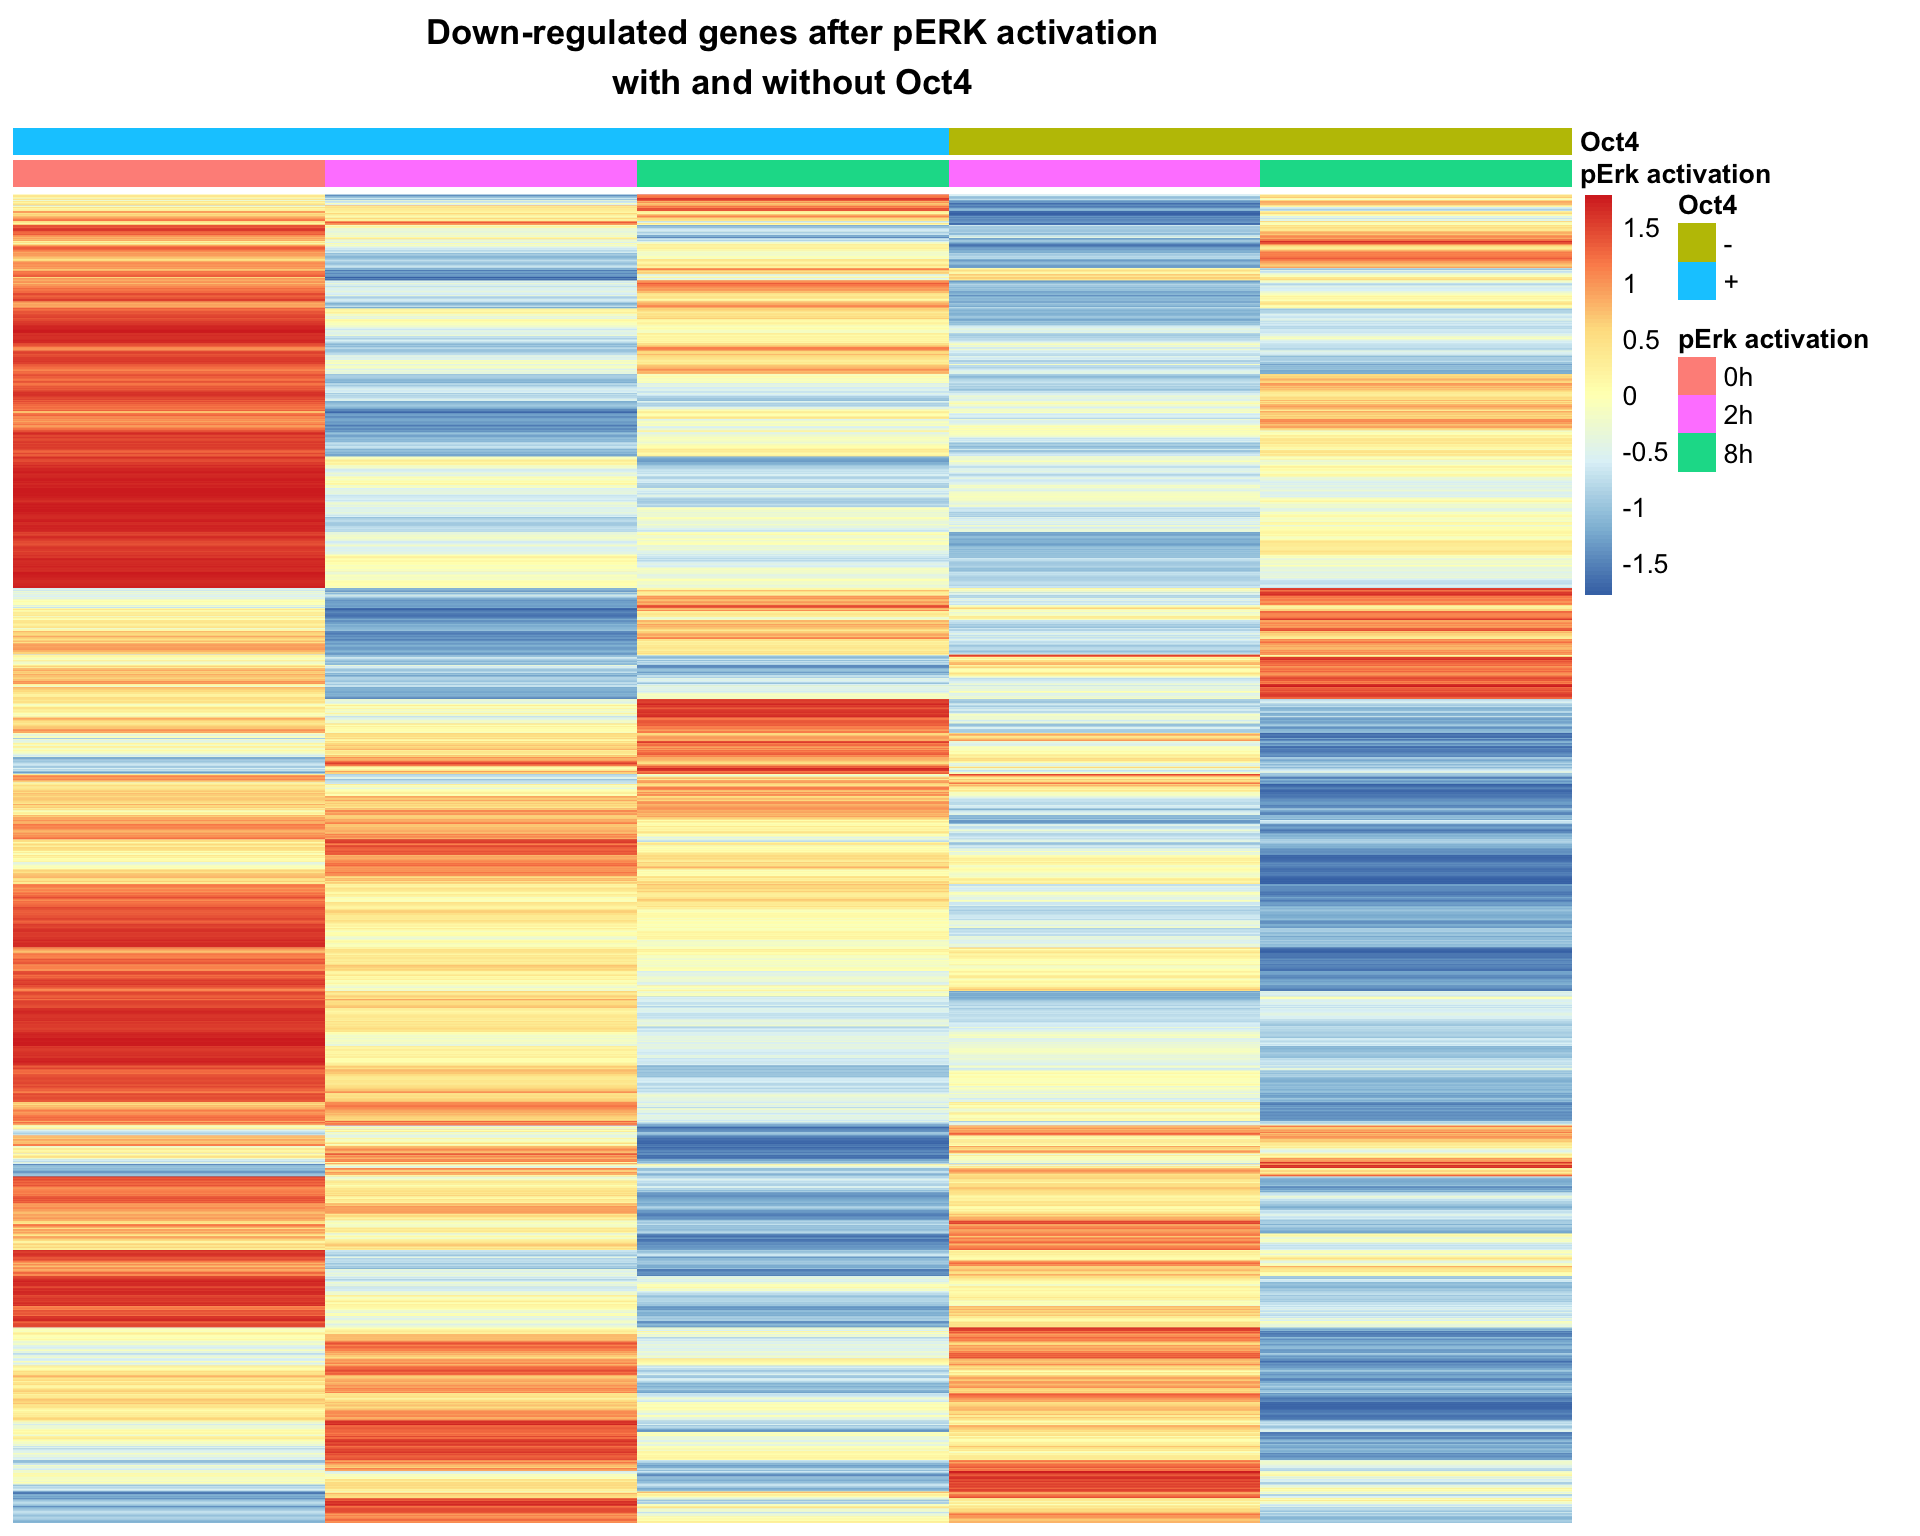 Down-regulated genes after pERK activation
with and without Oct4
Oct4
pErk activation
1.5
1
0.5
0
-0.5
-1
-1.5
Oct4
-
+
pErk activation
0h
2h
8h